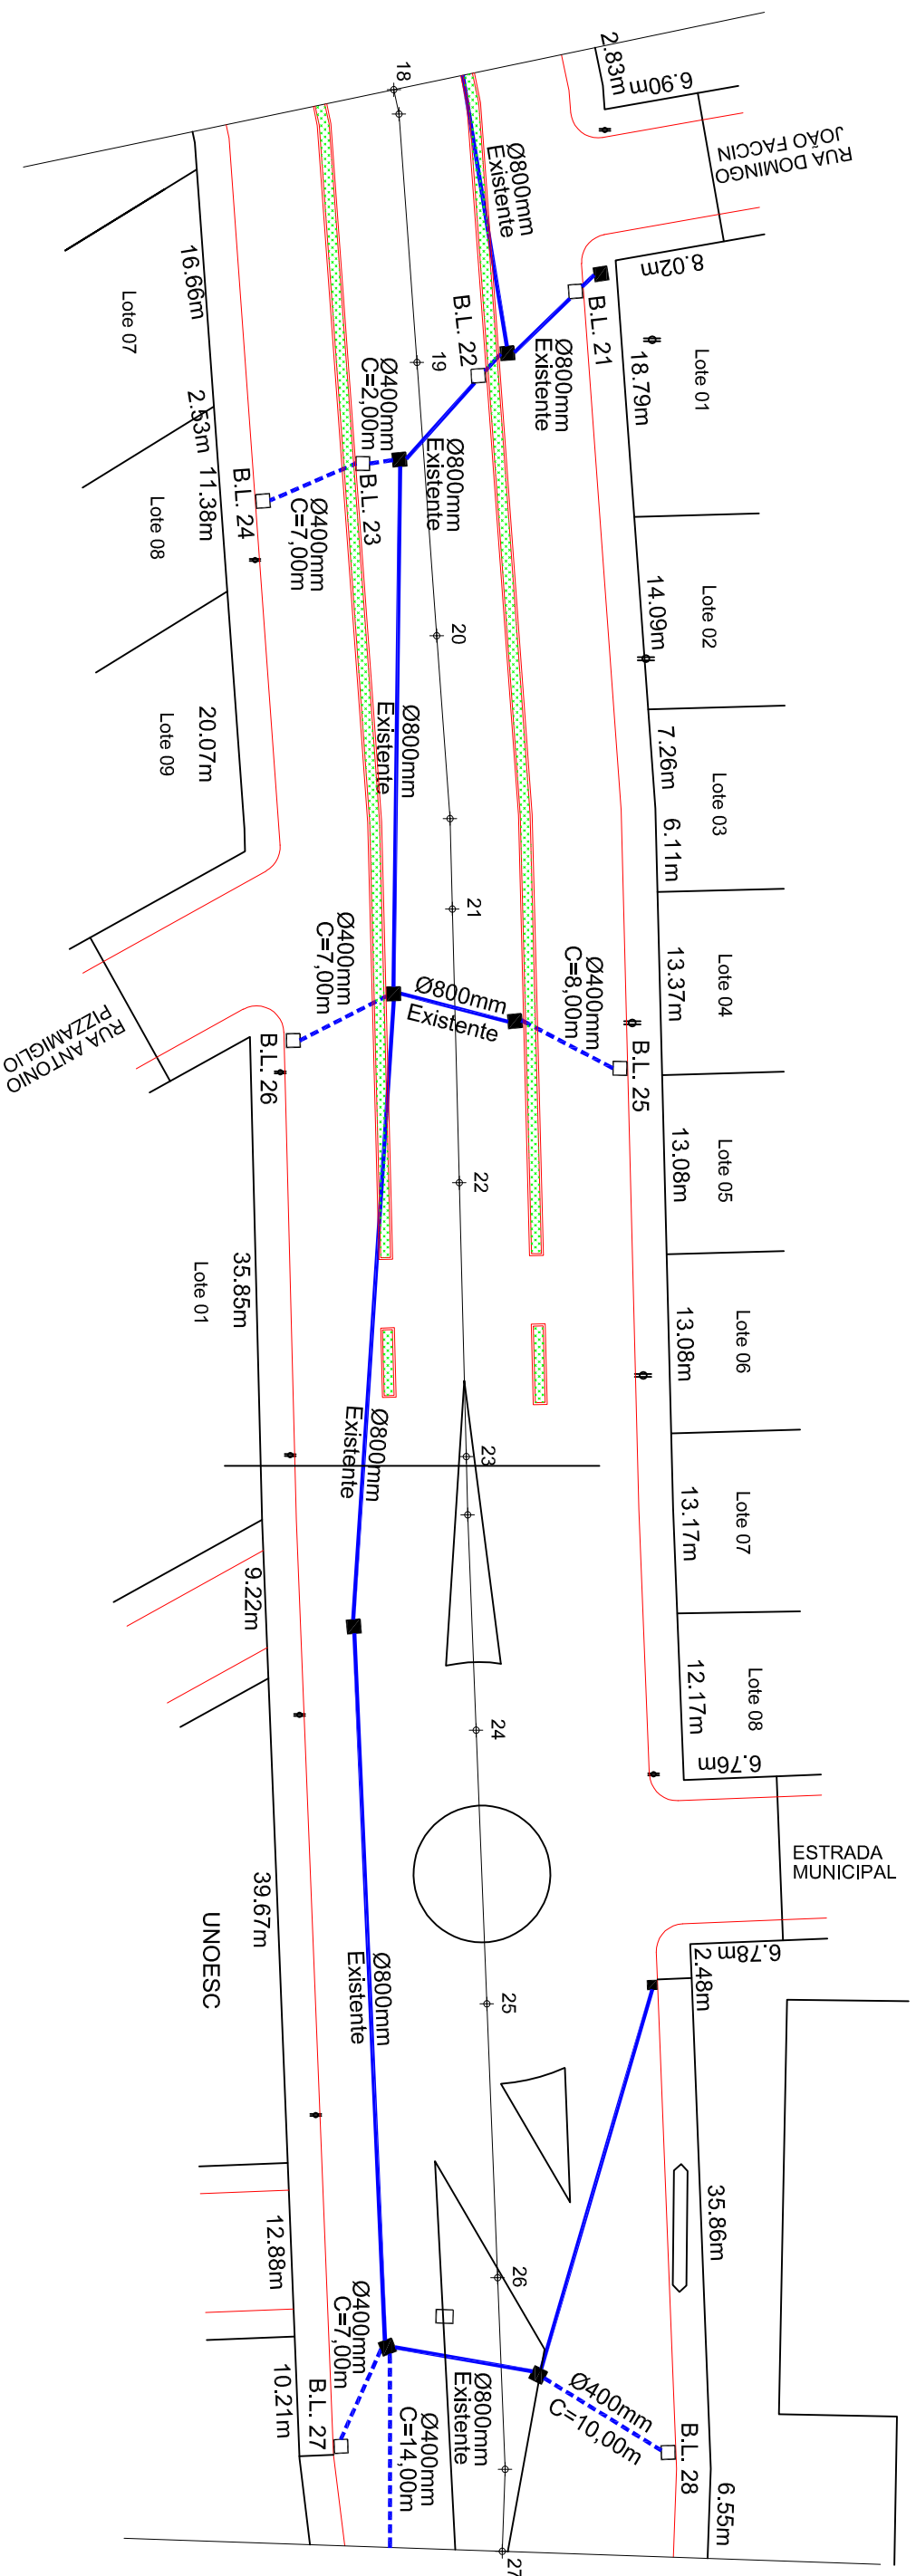 18
2.83m
6.90m
RUA DOMINGO
JOÃO FACCIN
Ø800mm
Existente
8.02m
16.66m
Lote 07
B.L. 21
B.L. 22
Ø800mm
Existente
18.79m
Lote 01
19
Ø400mm
C=2,00m
2.53m
11.38m
Lote 08
B.L. 24
B.L. 23
Ø400mm
C=7,00m
Ø800mm
Existente
14.09m
Lote 02
20
20.07m
Lote 09
Ø800mm
Existente
7.26m
6.11m
Lote 03
21
Ø400mm
C=7,00m
Ø800mm
Existente
Ø400mm
C=8,00m
13.37m
Lote 04
RUA ANTONIO
PIZZAMIGLIO
B.L. 26
B.L. 25
22
13.08m
Lote 05
35.85m
Lote 01
13.08m
Lote 06
Ø800mm
Existente
23
13.17m
Lote 07
9.22m
12.17m
Lote 08
24
6.76m
ESTRADA
MUNICIPAL
39.67m
UNOESC
Ø800mm
Existente
6.78m
2.48m
25
35.86m
26
12.88m
Ø400mm
C=7,00m
10.21m
B.L. 27
Ø400mm
C=14,00m
Ø800mm
Existente
Ø400mm
C=10,00m
B.L. 28
6.55m
27